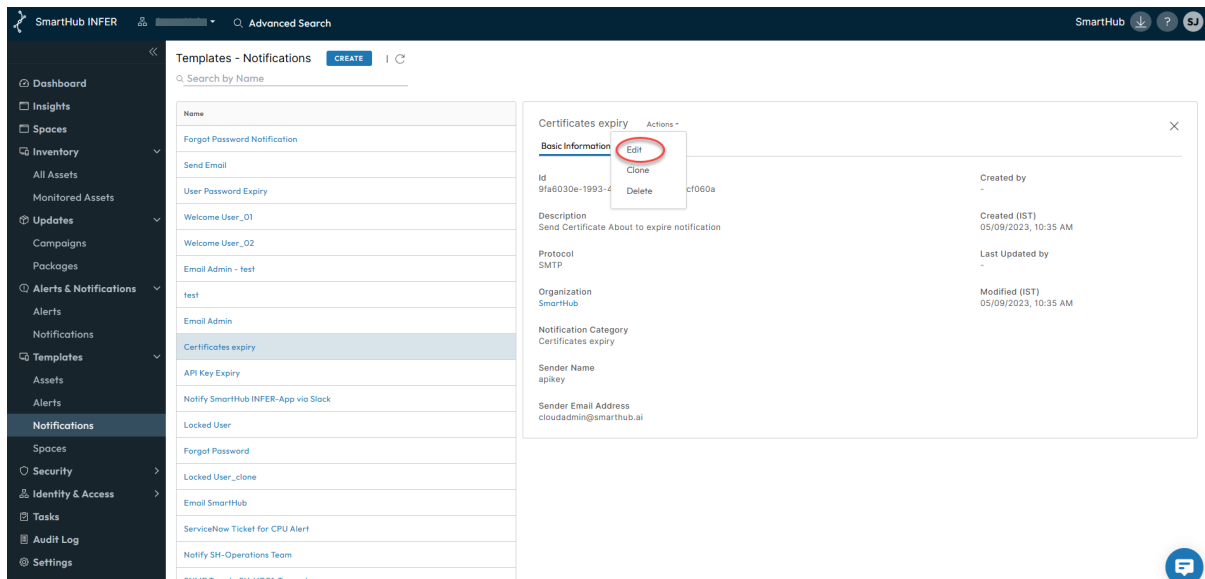 SmartHub INFER
Advanced Search
SmartHub
?
SJ
Dashboard
Insights
Spaces
Inventory
All Assets
Monitored Assets
Updates
Campaigns
Packages
Alerts & Notifications
Alerts
Notifications
Templates
Assets
Alerts
Notifications
Spaces
Security
Identity & Access
Tasks
Audit Log
Settings
Templates - Notifications
CREATE
Search by Name
Name
Forgot Password Notification
Send Email
User Password Expiry
Welcome User_01
Welcome User_02
Email Admin - test
test
Email Admin
Certificates expiry
API Key Expiry
Notify SmartHub INFER-App via Slack
Locked User
Forgot Password
Locked User_clone
Email SmartHub
ServiceNow Ticket for CPU Alert
Notify SH-Operations Team
Certificates expiry
Actions
Edit
Clone
Delete
Basic Information
Id
9fa6030e-1993-4 cf060a
Description
Send Certificate About to expire notification
Protocol
SMTP
Organization
SmartHub
Notification Category
Certificates expiry
Sender Name
apikey
Sender Email Address
cloudadmin@smarthub.ai
Created by
-
Created (IST)
05/09/2023, 10:35 AM
Last Updated by
-
Modified (IST)
05/09/2023, 10:35 AM